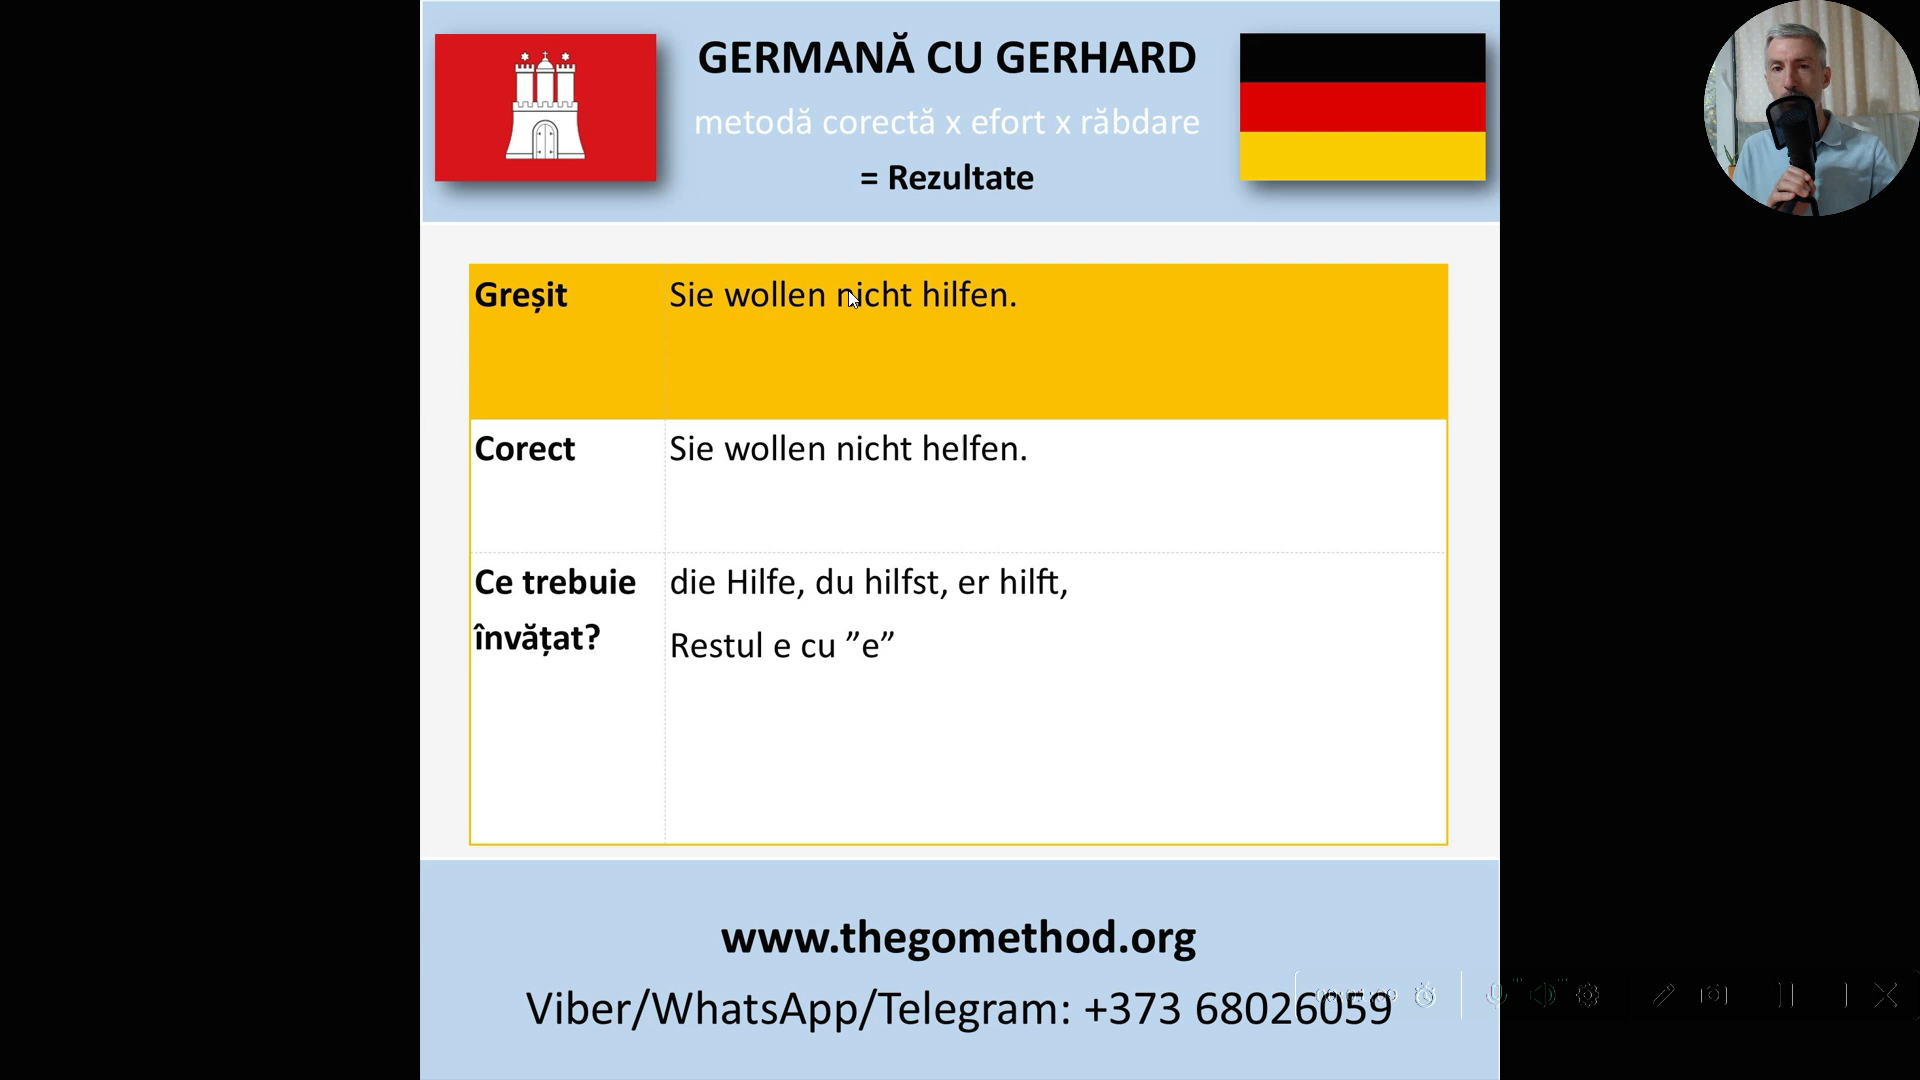 GERMANĂ CU GERHARD
metodă corectă x efort x răbdare
= Rezultate
Greșit
Sie wollen nicht hilfen.
Corect
Sie wollen nicht helfen.
Ce trebuie
învățat?
die Hilfe, du hilfst, er hilft,
Restul e cu ”e”
www.thegomethod.org
Viber/WhatsApp/Telegram: +373 68026059